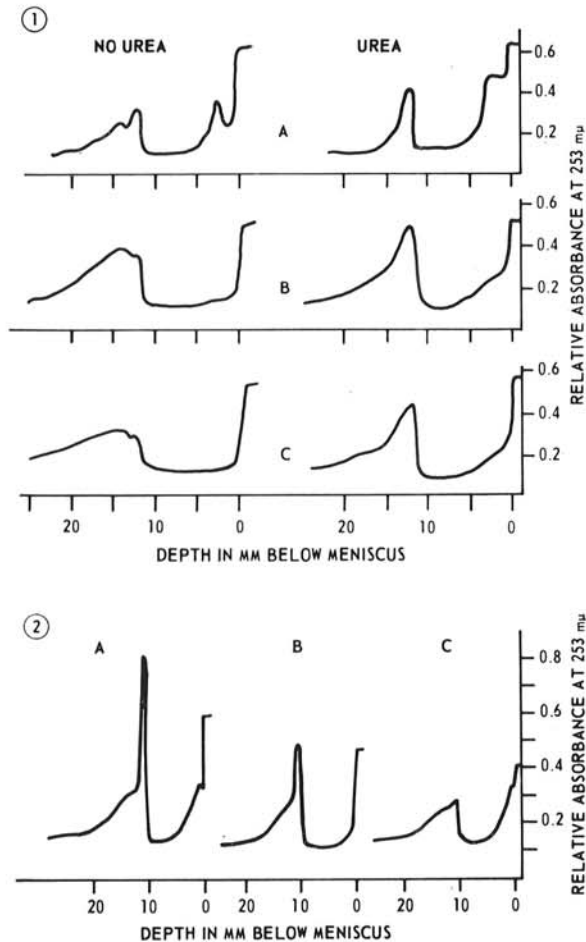 1
NO UREA UREA
0.6
0.4
0.2
A
0.6
0.4
0.2
B
0.6
0.4
0.2
C
RELATIVE ABSORBANCE AT 253 mμ
20 10 0 20 10 0
DEPTH IN MM BELOW MENISCUS
2
A B C
0.8
0.6
0.4
0.2
RELATIVE ABSORBANCE AT 253 mμ
20 10 0 20 10 0 20 10 0
DEPTH IN MM BELOW MENISCUS